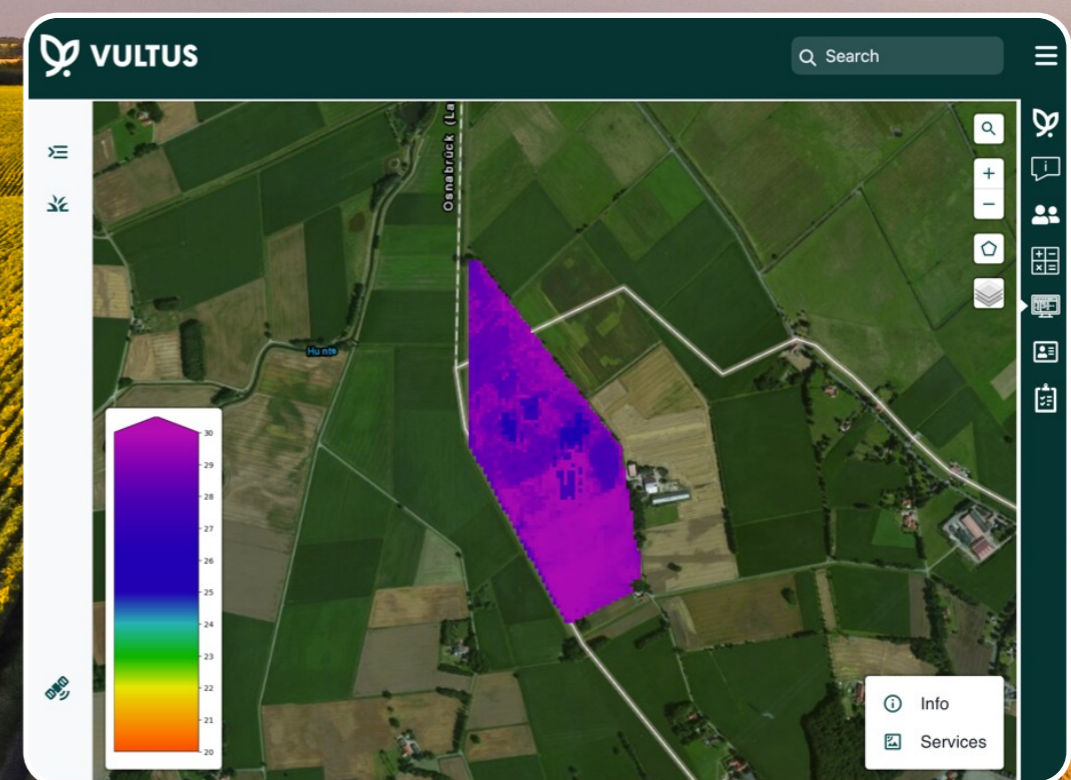 VULTUS
Search
Osnabrück (La
Hunte
+
−
30
29
28
27
26
25
24
23
22
21
20
Info
Services